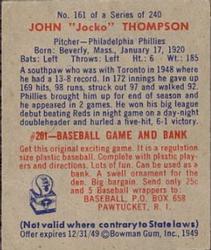 No. 161 of a Series of 240
JOHN "Jocko" THOMPSON
Pitcher—Philadelphia Phillies
Born: Beverly, Mass., January 17, 1920
Bats: Left Throws: Left Ht.: 6 Wt.: 185
A southpaw who was with Toronto in 1948 where
he had a 13-8 record. In 172 innings he gave up
169 hits, 98 runs, struck out 97 and walked 92.
Phillies brought him up for end of season and
he appeared in 2 games. He won his big league
debut beating Reds in night game on a day-night
doubleheader and hurled a five-hit, 6-1 victory.
#201—BASEBALL GAME AND BANK
Get this original exciting game. It is a regulation
size plastic baseball. Complete with plastic players
and directions. Lots of fun. Can be used as a
bank. A swell ornament for the
den. Big bargain. Send only 25c
and 5 Baseball wrappers to:
BASEBALL, P.O. BOX 658
PAWTUCKET, R. I.
(Not valid where contrary to State laws)
Offer expires 12/31/49 ©Bowman Gum, Inc., 1949